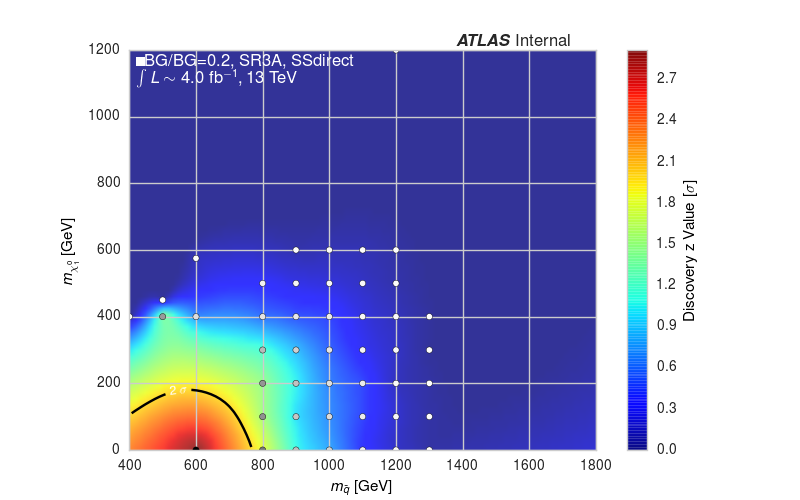 ATLAS Internal
BG/BG=0.2, SR3A, SSdirect
∫ L ∼ 4.0 fb⁻¹, 13 TeV
1200
1000
800
600
400
200
0
m_χ̃₁⁰ [GeV]
2 σ
400 600 800 1000 1200 1400 1600 1800
m_q̃ [GeV]
2.7
2.4
2.1
1.8
1.5
1.2
0.9
0.6
0.3
0.0
Discovery z Value [σ]